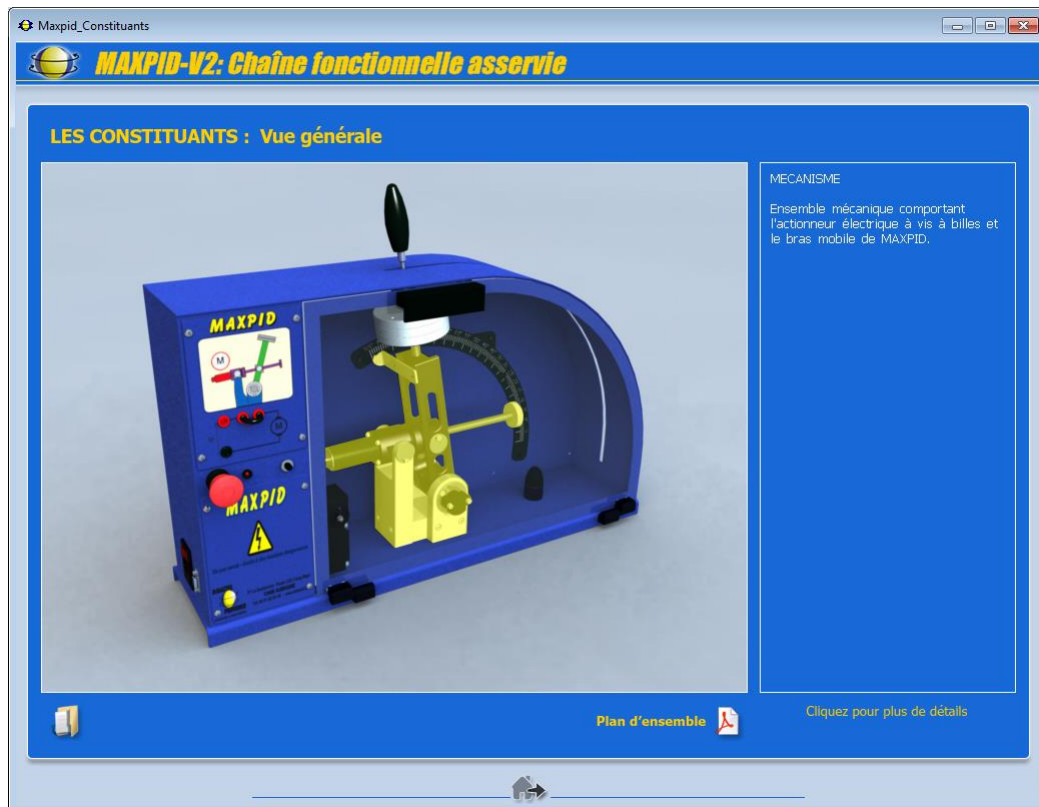 Maxpid_Constituants
MAXPID-V2: Chaîne fonctionnelle asservie
LES CONSTITUANTS : Vue générale
MECANISME
Ensemble mécanique comportant
l'actionneur électrique à vis à billes et
le bras mobile de MAXPID.
MAXPID
M
M
MAXPID
Plan d'ensemble
Cliquez pour plus de détails